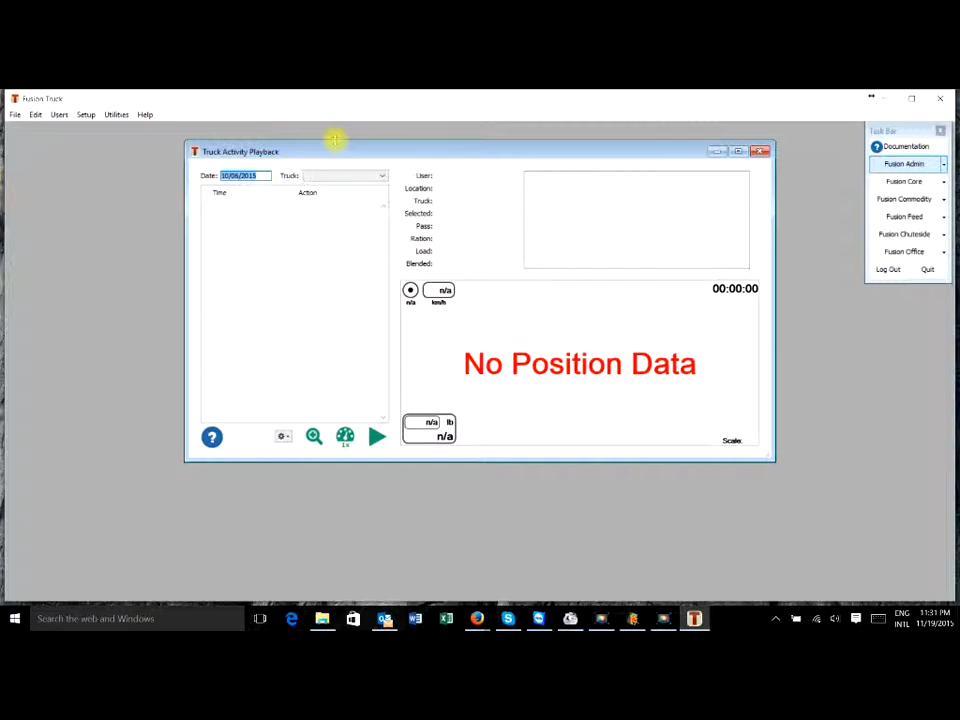 Fusion Truck
File Edit Users Setup Utilities Help
Task Bar
Documentation
Fusion Admin
Fusion Core
Fusion Commodity
Fusion Feed
Fusion Chuteside
Fusion Office
Log Out Quit
Truck Activity Playback
Date: 10/06/2015 Truck:
Time Action
User:
Location:
Truck:
Selected:
Pass:
Ration:
Load:
Blended:
n/a 00:00:00
n/a km/h
No Position Data
n/a lb
n/a
Scale:
1x
Search the web and Windows
ENG 11:31 PM
INTL 11/19/2015